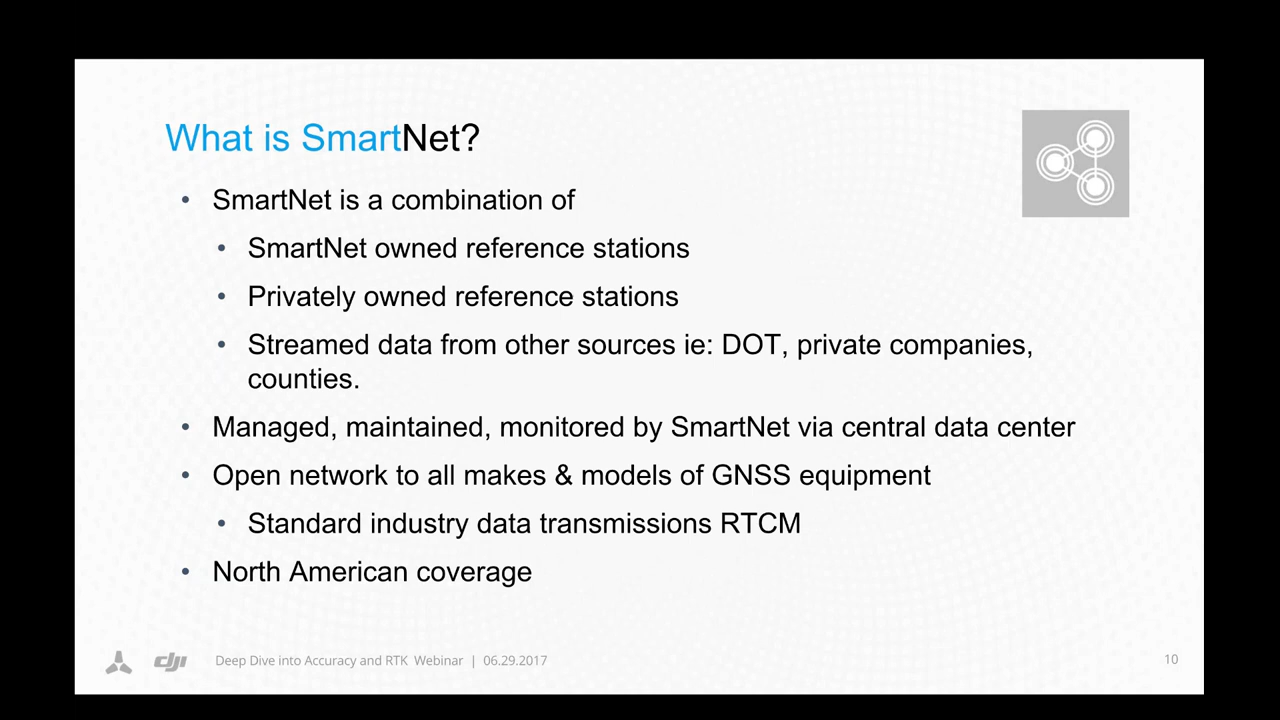 What is SmartNet?
• SmartNet is a combination of
• SmartNet owned reference stations
• Privately owned reference stations
• Streamed data from other sources ie: DOT, private companies,
counties.
• Managed, maintained, monitored by SmartNet via central data center
• Open network to all makes & models of GNSS equipment
• Standard industry data transmissions RTCM
• North American coverage
dji Deep Dive into Accuracy and RTK Webinar | 06.29.2017 10